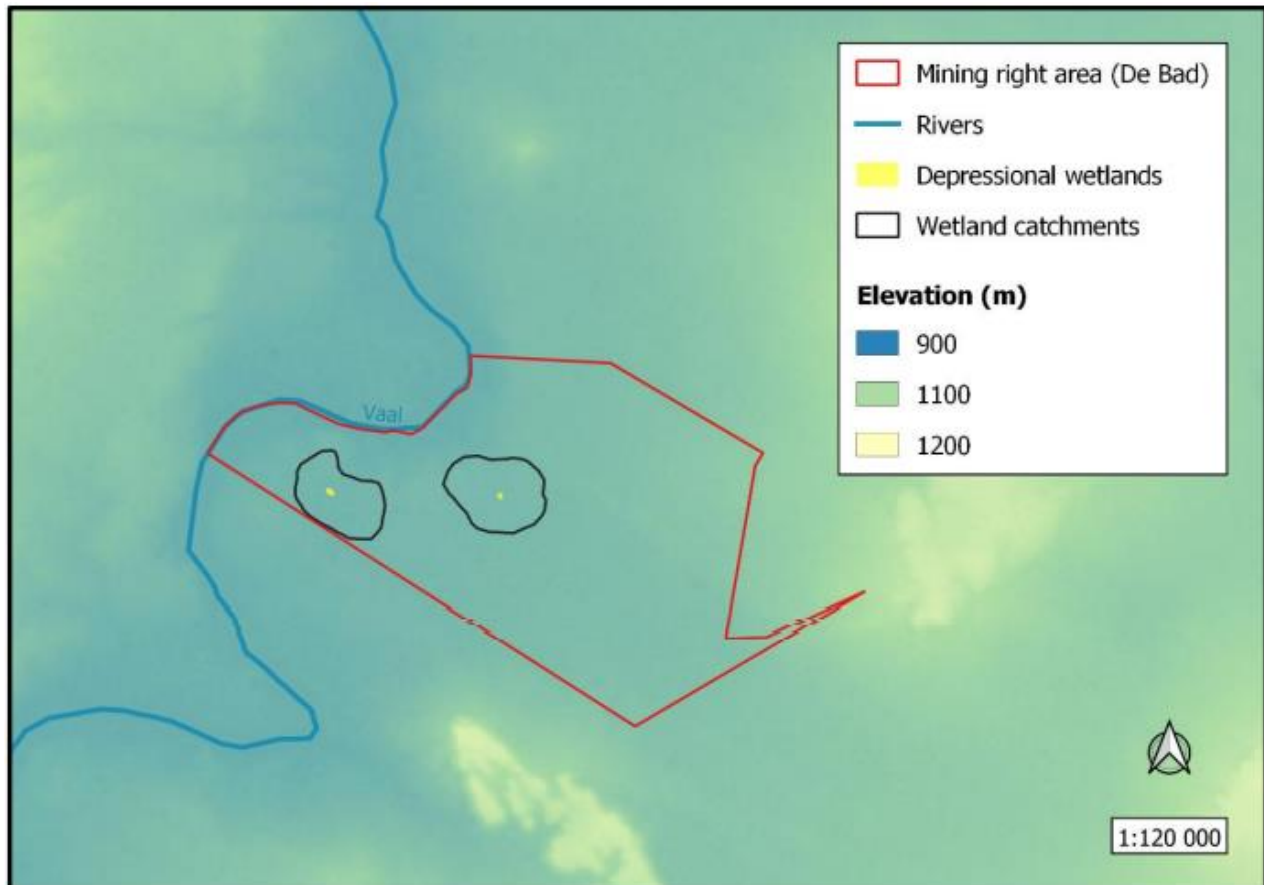 Mining right area (De Bad)
Rivers
Depressional wetlands
Wetland catchments
Elevation (m)
900
1100
1200
Vaal
1:120 000